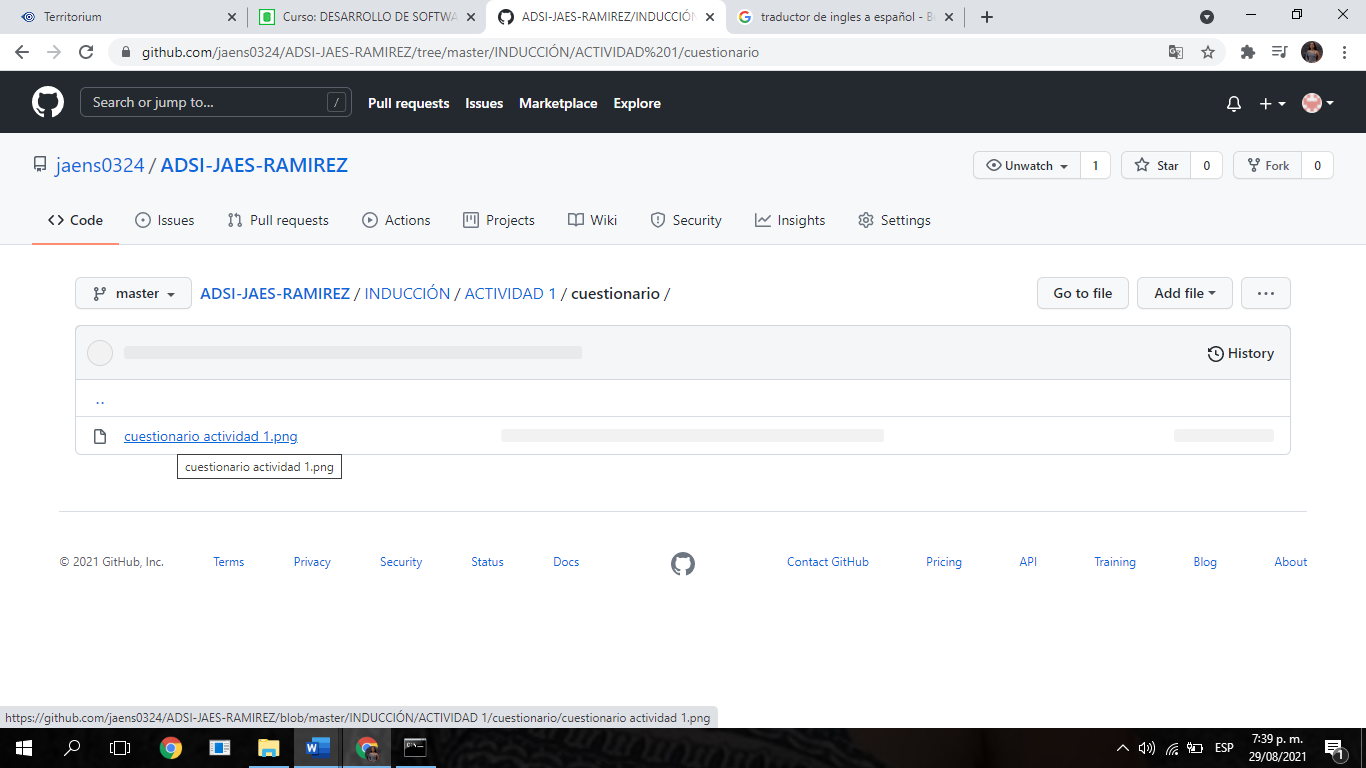 Territorium
Curso: DESARROLLO DE SOFTWA
ADSI-JAES-RAMIREZ/INDUCCIÓN
traductor de ingles a español - B
github.com/jaens0324/ADSI-JAES-RAMIREZ/tree/master/INDUCCIÓN/ACTIVIDAD%201/cuestionario
Search or jump to... /
Pull requests Issues Marketplace Explore
jaens0324 / ADSI-JAES-RAMIREZ
Unwatch 1 Star 0 Fork 0
Code Issues Pull requests Actions Projects Wiki Security Insights Settings
master ADSI-JAES-RAMIREZ / INDUCCIÓN / ACTIVIDAD 1 / cuestionario /
Go to file Add file ...
History
..
cuestionario actividad 1.png
cuestionario actividad 1.png
© 2021 GitHub, Inc. Terms Privacy Security Status Docs Contact GitHub Pricing API Training Blog About
https://github.com/jaens0324/ADSI-JAES-RAMIREZ/blob/master/INDUCCIÓN/ACTIVIDAD 1/cuestionario/cuestionario actividad 1.png
ESP
7:39 p. m.
29/08/2021
1